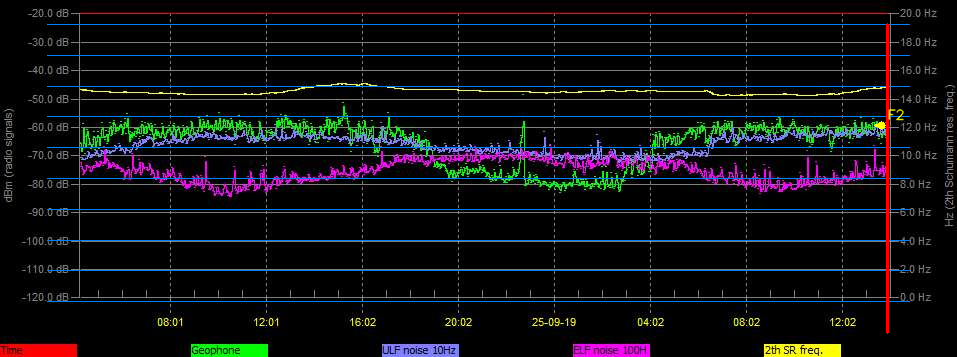 -20.0 dB 20.0 Hz
-30.0 dB 18.0 Hz
-40.0 dB 16.0 Hz
-50.0 dB 14.0 Hz
F2
-60.0 dB 12.0 Hz
-70.0 dB 10.0 Hz
-80.0 dB 8.0 Hz
-90.0 dB 6.0 Hz
-100.0 dB 4.0 Hz
-110.0 dB 2.0 Hz
-120.0 dB 0.0 Hz
dBm (radio signals)
Hz (2th Schumann res. freq.)
08:01 12:01 16:02 20:02 25-09-19 04:02 08:02 12:02
Time Geophone ULF noise 10Hz ELF noise 100H 2th SR freq.